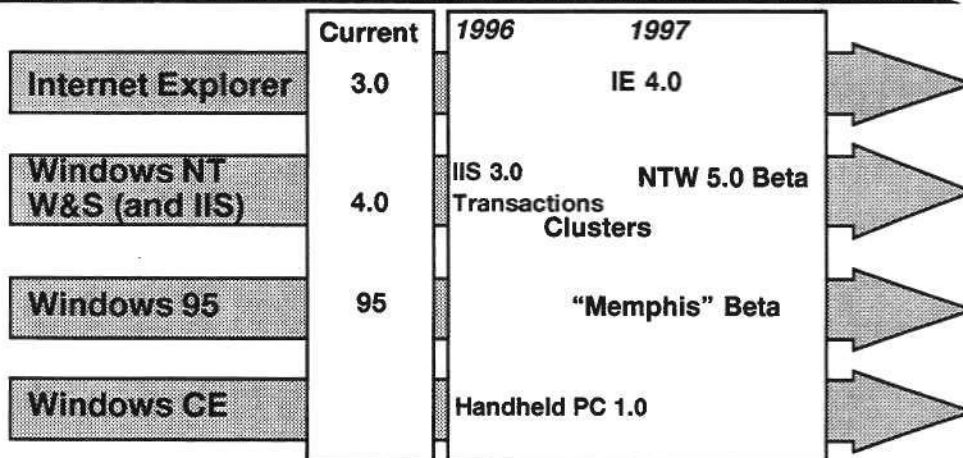 Current 1996 1997
Internet Explorer 3.0 IE 4.0
Windows NT
W&S (and IIS) 4.0
IIS 3.0 NTW 5.0 Beta
Transactions
Clusters
Windows 95 95 “Memphis” Beta
Windows CE Handheld PC 1.0